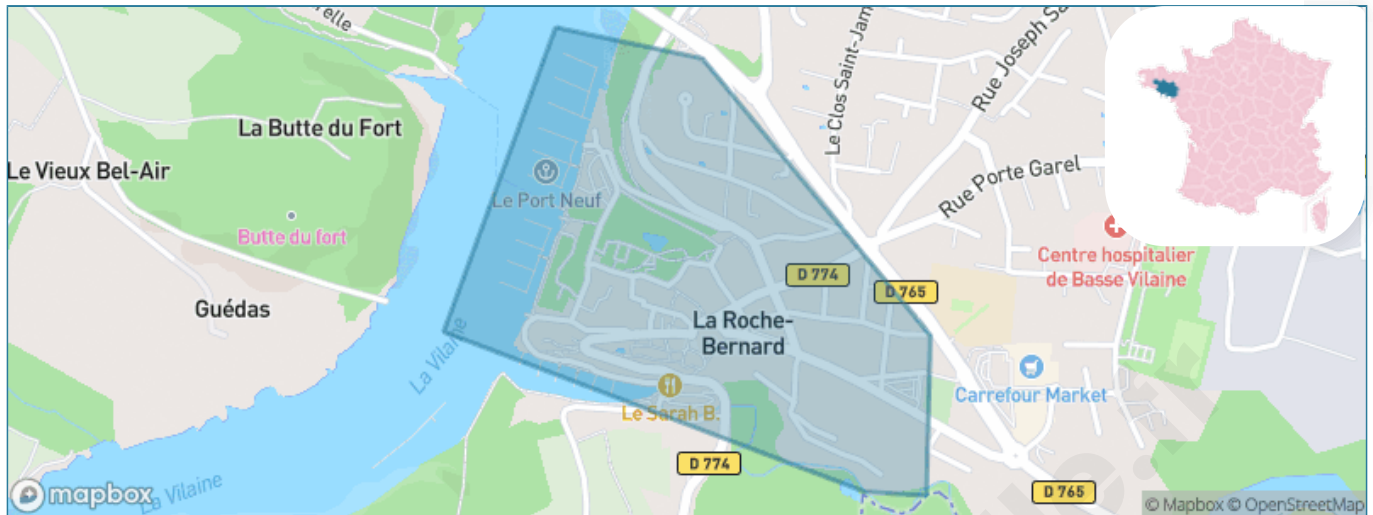 elle
La Butte du Fort
Le Vieux Bel-Air
Butte du fort
Guédas
Le Port Neuf
La Vilaine
Le Clos Saint-Jam
Rue Joseph Sa
Rue Porte Garel
Centre hospitalier
de Basse Vilaine
D 774
D 765
La Roche-
Bernard
Carrefour Market
Le Sarah B.
D 774
D 765
La Vilaine
mapbox
© Mapbox © OpenStreetMap